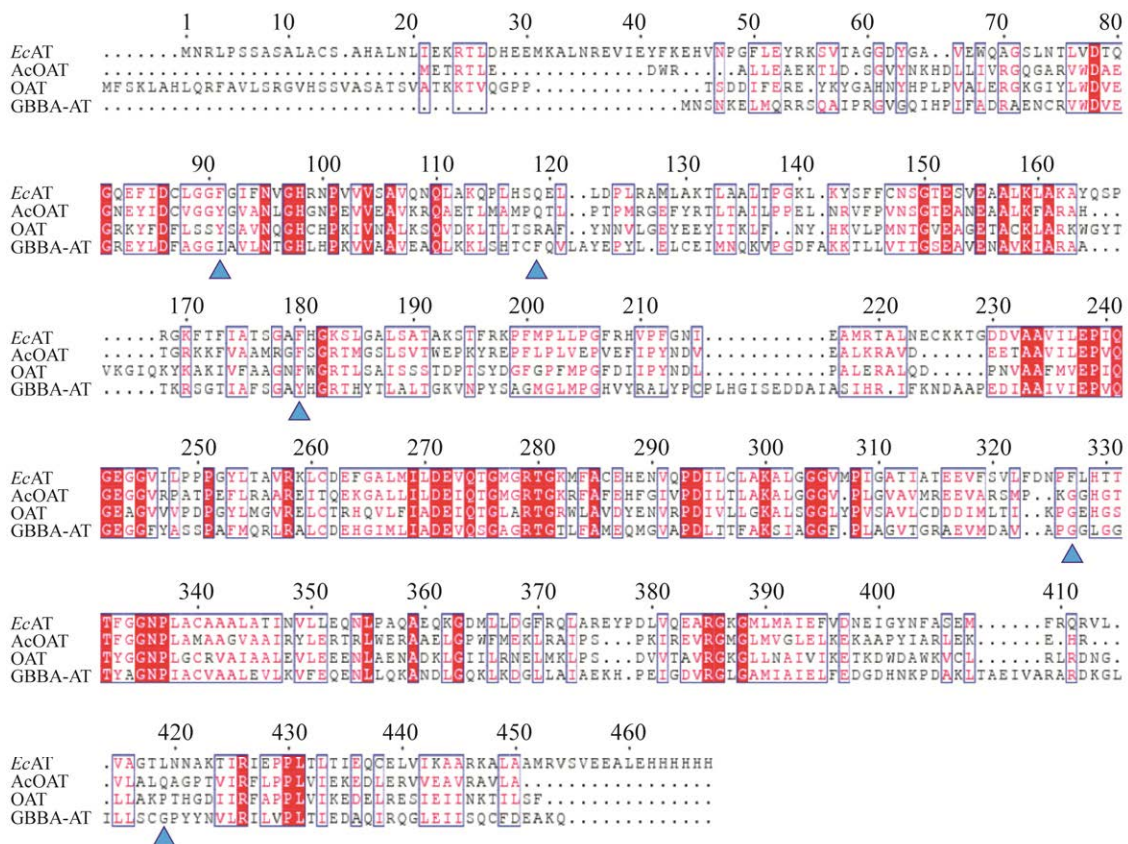 1 10 20 30 40 50 60 70 80
EcAT ......MNRLPSSASALACS.AHALNLIEKRTLDHEEMKALNREVIEYFKEHVNPGFLEYRKSVTAGGDYGA..VEWQAGSLNTLVDTQ
AcOAT ...........................METRTLE.............DWR....ALLEAEKTLD.SGVYNKHDLLIVRGQGARVWDAE
OAT MFSKLAHLQRFAVLSRGVHSSVASATSVATKKTVQGPP..............TSDDIFERE.YKYGAHNYHPLPVALERGKGIYLWDVE
GBBA-AT ..................................................MNSNKELMQRRSQAIPRGVGQIHPIFADRAENCRVWDVE
90 100 110 120 130 140 150 160
EcAT GQEFIDCLGGFGIFNVGHRNPVVVSAVQNQLAKQPLHSQEL..LDPLRAMLAKTLAALTPGKL.KYSFFCNSGTESVEAALKLAKAYQSP
AcOAT GNEYIDCVGGYGVANLGHGNPEVVEAVKRQAETLMAMPQTL..PTPMRGEFYRTLTAILPPEL.NRVFPVNSGTEANEAALKFARAH...
OAT GRKYFDFLSSYSAVNQGHCHPKIVNALKSQVDKLTLTSRAF..YNNVLGEYEEYITKLF..NY.HKVLPMNTGVEAGETACKLARKWGYT
GBBA-AT GREYLDFAGGIAVLNTGHLHPKVVAAVEAQLKKLSHTCFQVLAYEPYL.ELCEIMNQKVPGDFAKKTLLVTTGSEAVENAVKIARAA...
170 180 190 200 210 220 230 240
EcAT .....RGKFTFIATSGAFHGKSLGALSATAKSTFRKPFMPLLPGFRHVPFGNI..........EAMRTALNECKKTGDDVAAVILEPIQ
AcOAT .....TGRKKFVAAMRGFSGRTMGSLSVTWEPKYREPFLPLVEPVEFIPYNDV..........EALKRAVD......EETAAVILEPVQ
OAT VKGIQKYKAKIVFAAGNFWGRTLSAISSSTDPTSYDGFGPFMPGFDIIPYNDL..........PALERALQD.....PNVAAFMVEPIQ
GBBA-AT .....TKRSGTIAFSGAYHGRTHYTLALTGKVNPYSAGMGLMPGHVYRALYPCPLHGISEDDAIASIHR.IFKNDAAPEDIAAIVIEPVQ
250 260 270 280 290 300 310 320 330
EcAT GEGGVILPPPGYLTAVRKLCDEFGALMILDEVQTGMGRTGKMFACEHENVQPDILCLAKALGGGVMPIGATIATEEVFSVLFDNPFLHTT
AcOAT GEGGVRPATPEFLRAAREITQEKGALLILDEIQTGMGRTGKRFAFEHFGIVPDILTLAKALGGGV.PLGVAVMREEVARSMP..KGGHGT
OAT GEAGVVVPDPGYLMGVRELCTRHQVLFIADEIQTGLARTGRWLAVDYENVRPDIVLLGKALSGGLYPVSAVLCDDDIMLTI..KPGEHGS
GBBA-AT GEGGFYASSPAFMQRLRALCDEHGIMLIADEVQSGAGRTGTLFAMEQMGVAPDLTTFAKSIAGGF.PLAGVTGRAEVMDAV..APGGLGG
340 350 360 370 380 390 400 410
EcAT TFGGNPLACAAALATINVLLEQNLPAQAEQKGDMLLDGFRQLAREYPDLVQEARGKGMLMAIEFVDNEIGYNFASEM......FRQRVL.
AcOAT TFGGNPLAMAAGVAAIRYLERTRLWERAAELGPWFMEKLRAIPS...PKIREVRGMGLMVGLELKEKAAPYIARLEK......EHR....
OAT TYGGNPLGCRVAIAALEVLEEENLAENADKLGIILRNELMKLPS...DVVTAVRGKGLLNAIVIKETKDWDAWKVCL......RLRDNG.
GBBA-AT TYAGNPIACVAALEVLKVFEQENLLQKANDLGQKLKDGLLAIAEKHP.EIGDVRGLGAMIAIELFEDGDHNKPDAKLTAEIVARARDKGL
420 430 440 450 460
EcAT .VAGTLNNAKTIRIEPPLTLTIEQCELVIKAARKALAAMRVSVEEALEHHHHHH
AcOAT .VLALQAGPTVIRFLPPLVIEKEDLERVVEAVRAVLA.................
OAT LLAKPTHGDIIRFAPPLVIKEDELRESIEIINKTILSF................
GBBA-AT ILLSCGPYYNVLRILVPLTIEDAQIRQGLEIISQCFDEAKQ.............